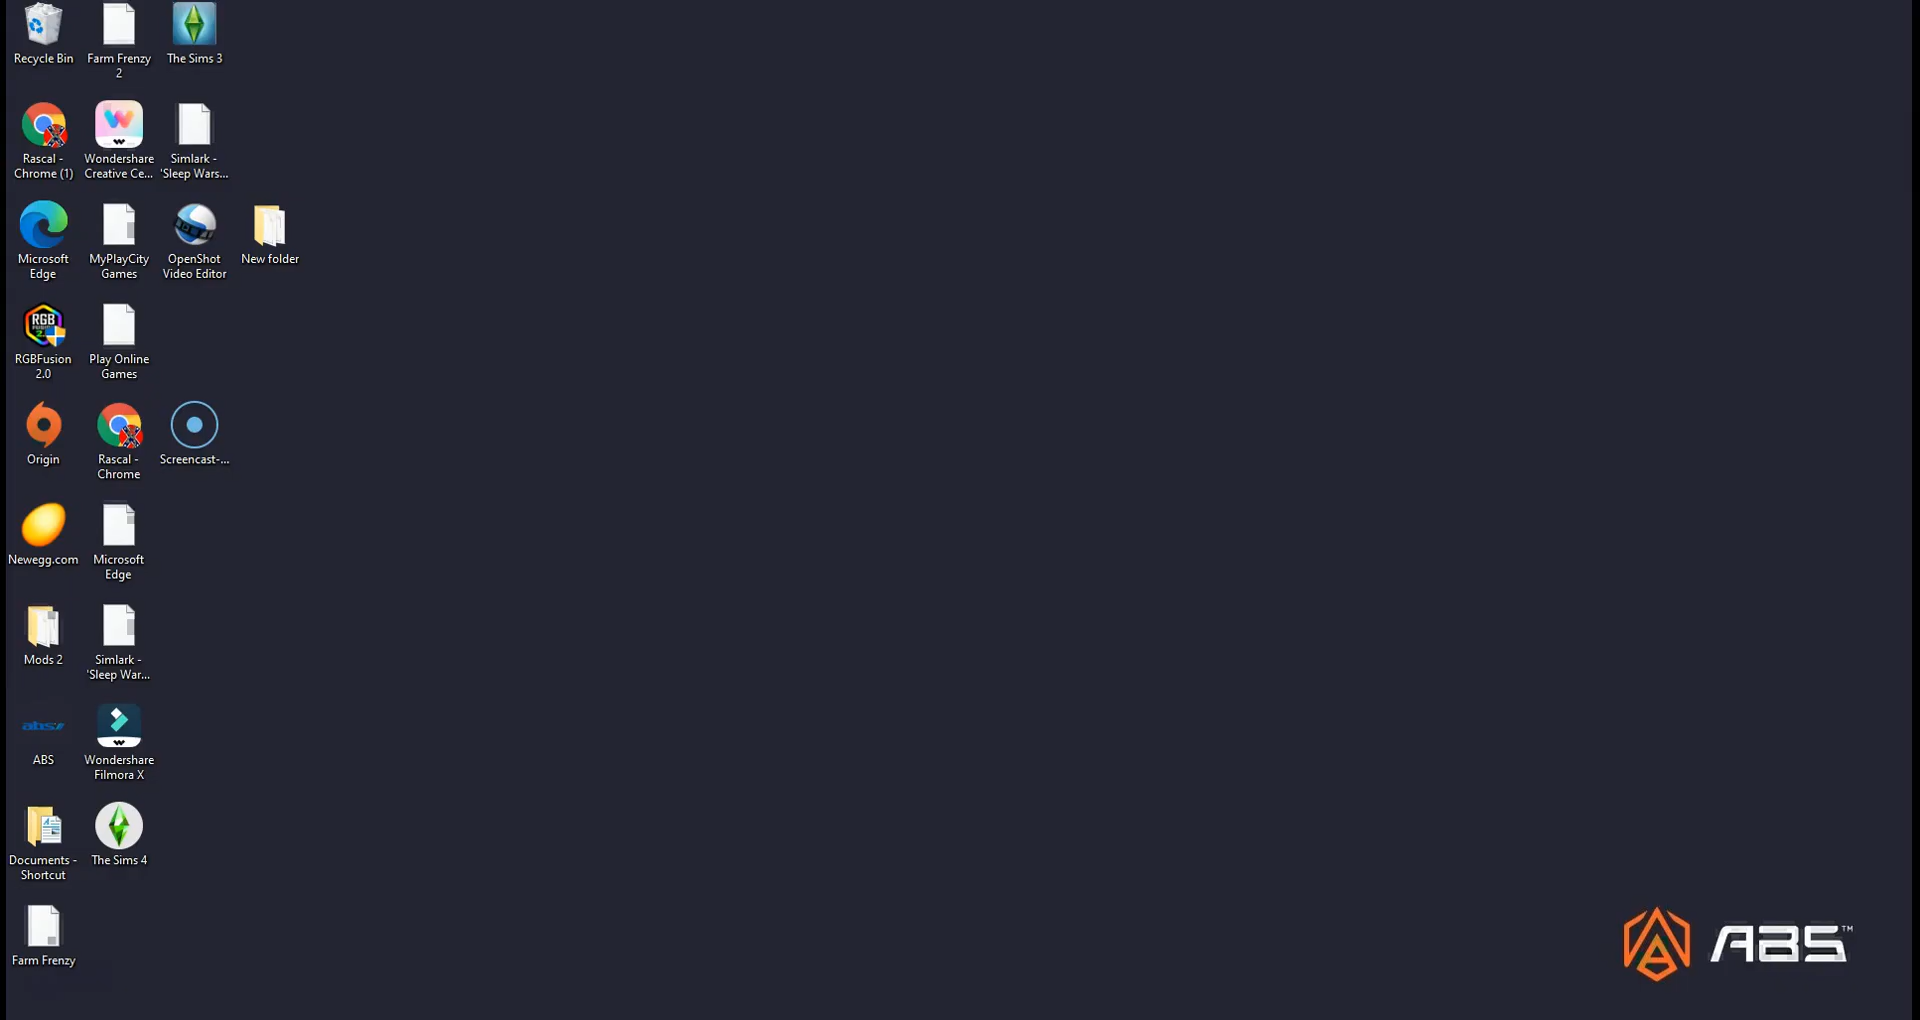 Recycle Bin
Farm Frenzy
2
The Sims 3
Rascal -
Chrome (1)
Wondershare
Creative Ce...
Simlark -
'Sleep Wars...
Microsoft
Edge
MyPlayCity
Games
OpenShot
Video Editor
New folder
RGB
RGBFusion
2.0
Play Online
Games
Origin
Rascal -
Chrome
Screencast-...
Newegg.com
Microsoft
Edge
Mods 2
Simlark -
'Sleep War...
abs
ABS
Wondershare
Filmora X
Documents -
Shortcut
The Sims 4
Farm Frenzy
ABS™